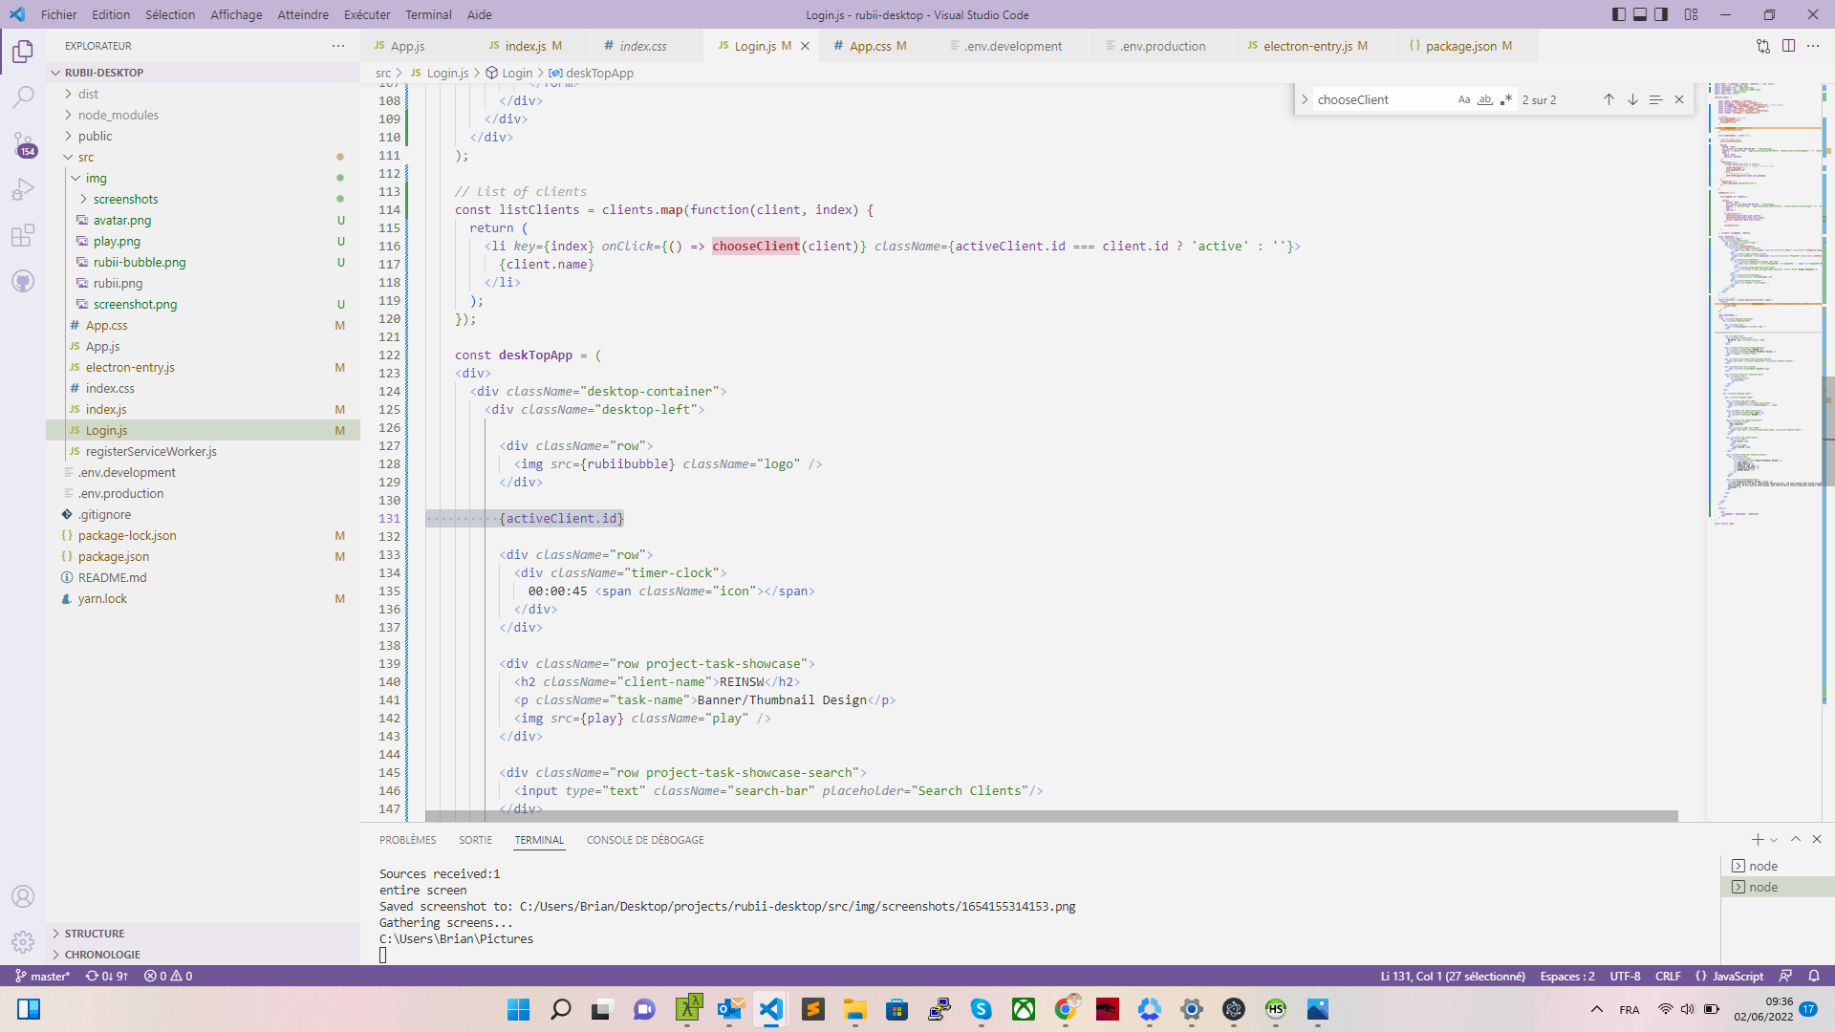 Fichier Edition Sélection Affichage Atteindre Exécuter Terminal Aide
Login.js - rubii-desktop - Visual Studio Code
EXPLORATEUR
RUBII-DESKTOP
dist
node_modules
public
src
img
screenshots
avatar.png U
play.png U
rubii-bubble.png U
rubii.png
screenshot.png U
# App.css M
JS App.js
JS electron-entry.js M
# index.css
JS index.js M
JS Login.js M
JS registerServiceWorker.js
.env.development
.env.production
.gitignore
{} package-lock.json M
{} package.json M
README.md
yarn.lock M
STRUCTURE
CHRONOLOGIE
154
JS App.js
JS index.js M
# index.css
JS Login.js M
# App.css M
.env.development
.env.production
JS electron-entry.js M
{} package.json M
src > JS Login.js > Login > deskTopApp
chooseClient Aa ab 2 sur 2
107 </form>
108 </div>
109 </div>
110 </div>
111 );
112
113 // List of clients
114 const listClients = clients.map(function(client, index) {
115 return (
116 <li key={index} onClick={() => chooseClient(client)} className={activeClient.id === client.id ? 'active' : ''}>
117 {client.name}
118 </li>
119 );
120 });
121
122 const deskTopApp = (
123 <div>
124 <div className="desktop-container">
125 <div className="desktop-left">
126
127 <div className="row">
128 <img src={rubiibubble} className="logo" />
129 </div>
130
131 {activeClient.id}
132
133 <div className="row">
134 <div className="timer-clock">
135 00:00:45 <span className="icon"></span>
136 </div>
137 </div>
138
139 <div className="row project-task-showcase">
140 <h2 className="client-name">REINSW</h2>
141 <p className="task-name">Banner/Thumbnail Design</p>
142 <img src={play} className="play" />
143 </div>
144
145 <div className="row project-task-showcase-search">
146 <input type="text" className="search-bar" placeholder="Search Clients"/>
147 </div>
PROBLÈMES SORTIE TERMINAL CONSOLE DE DÉBOGAGE
Sources received:1
entire screen
Saved screenshot to: C:/Users/Brian/Desktop/projects/rubii-desktop/src/img/screenshots/1654155314153.png
Gathering screens...
C:\Users\Brian\Pictures
node
node
master* 0↓ 9↑ 0 0
Li 131, Col 1 (27 sélectionné) Espaces : 2 UTF-8 CRLF {} JavaScript
FRA
09:36
02/06/2022
17
HS